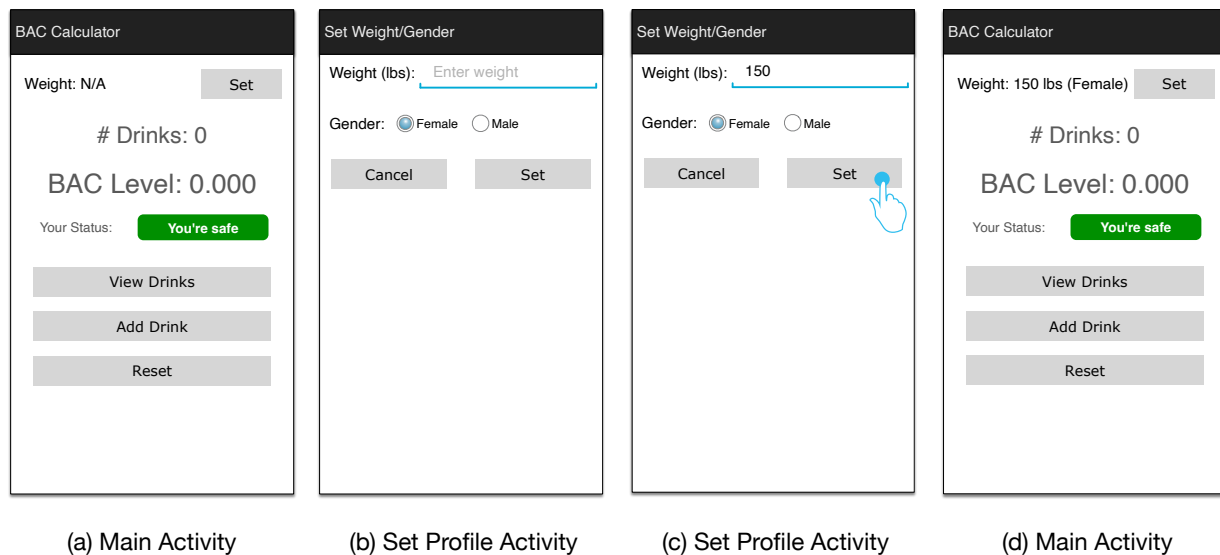 BAC Calculator
Weight: N/A
Set
# Drinks: 0
BAC Level: 0.000
Your Status:
You're safe
View Drinks
Add Drink
Reset
(a) Main Activity
Set Weight/Gender
Weight (lbs):
Enter weight
Gender:
Female
Male
Cancel
Set
(b) Set Profile Activity
Set Weight/Gender
Weight (lbs):
150
Gender:
Female
Male
Cancel
Set
(c) Set Profile Activity
BAC Calculator
Weight: 150 lbs (Female)
Set
# Drinks: 0
BAC Level: 0.000
Your Status:
You're safe
View Drinks
Add Drink
Reset
(d) Main Activity